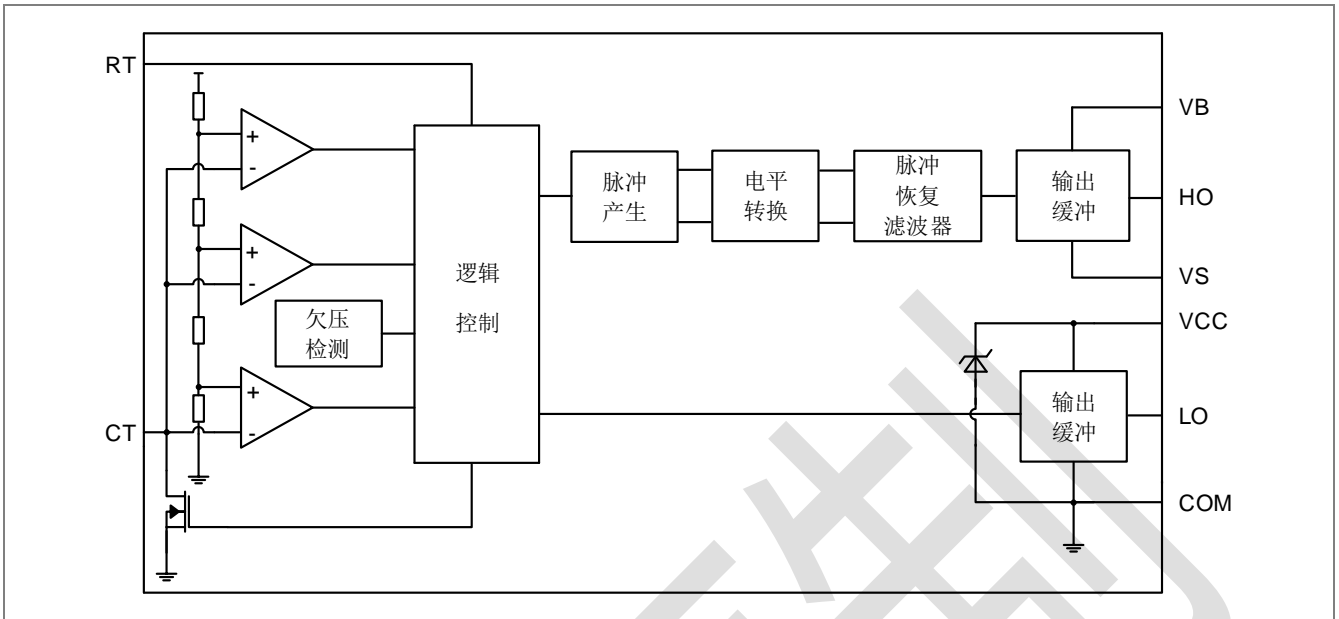 RT
VB
+
-
脉冲
产生
电平
转换
脉冲
恢复
滤波器
输出
缓冲
HO
+
-
逻辑
控制
VS
欠压
检测
VCC
+
-
输出
缓冲
LO
CT
COM